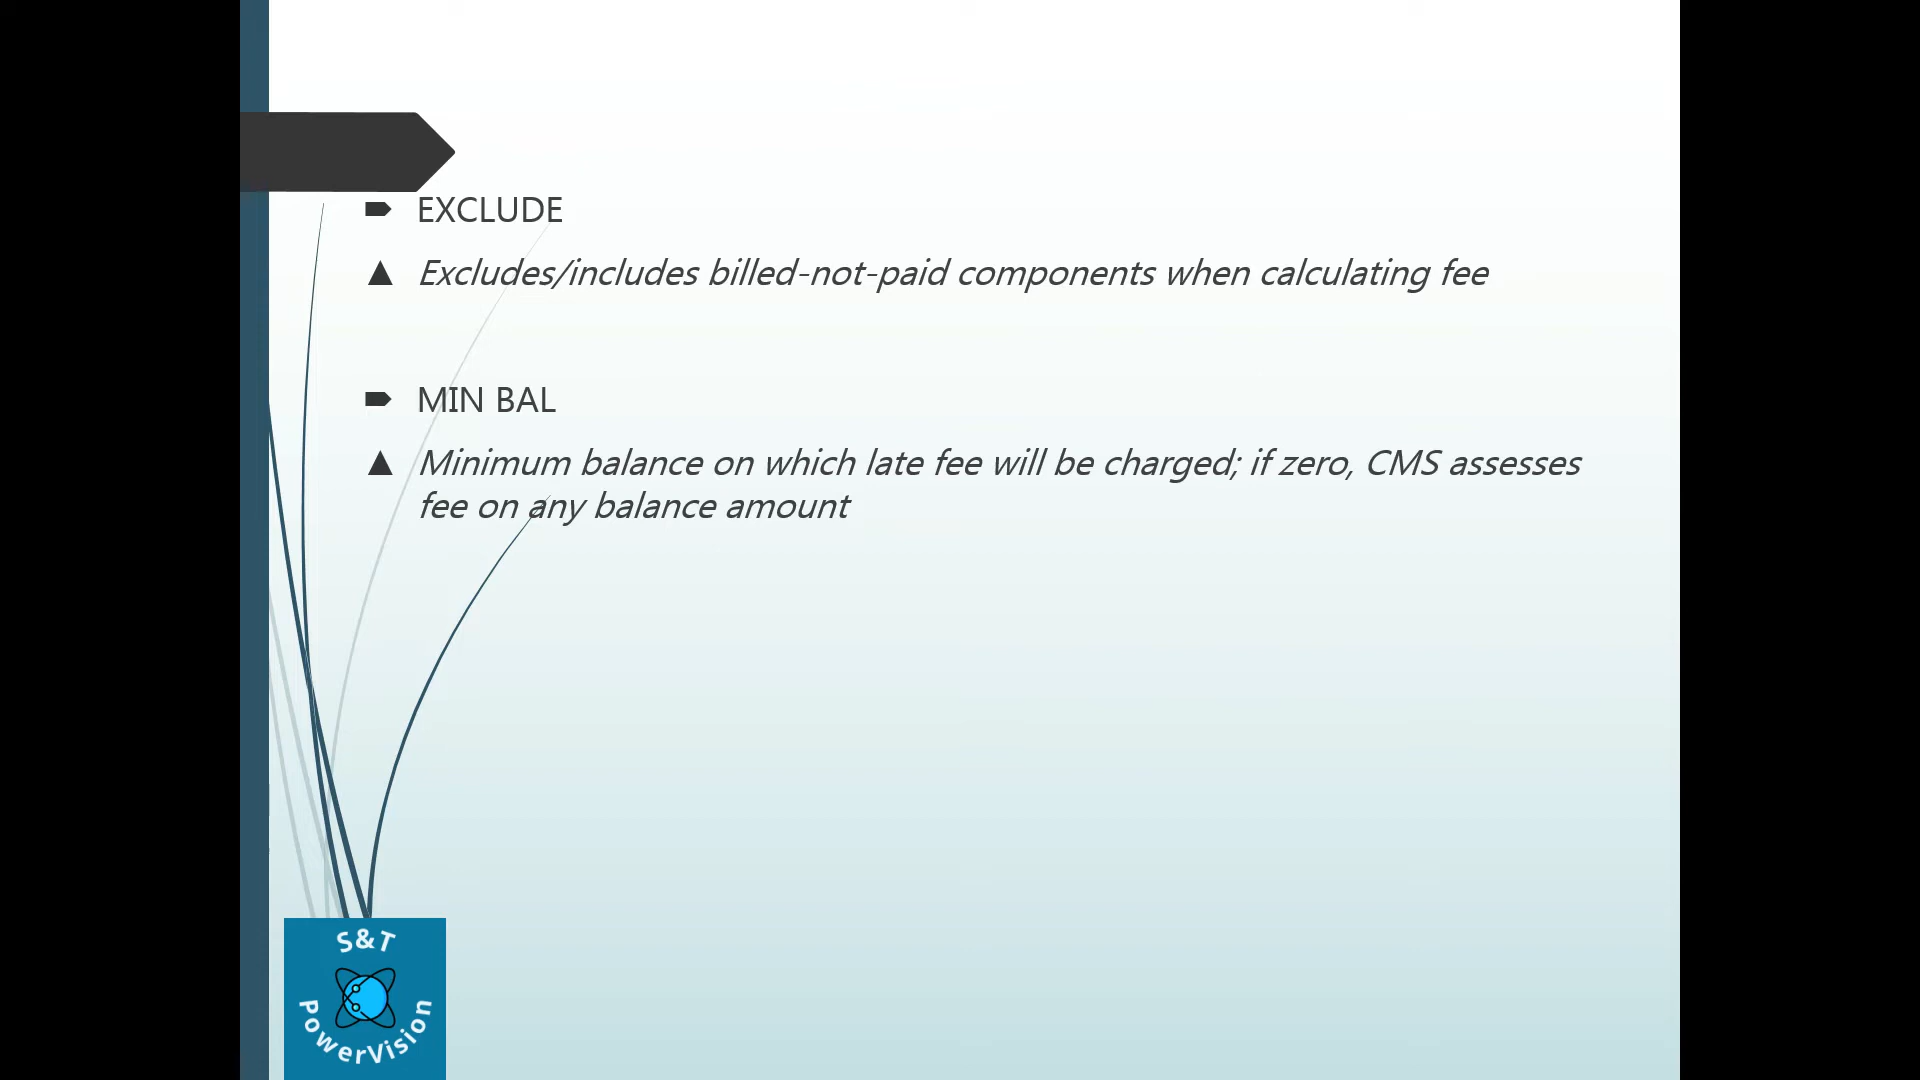 EXCLUDE
Excludes/includes billed-not-paid components when calculating fee
MIN BAL
Minimum balance on which late fee will be charged; if zero, CMS assesses
fee on any balance amount
S&T
PowerVision